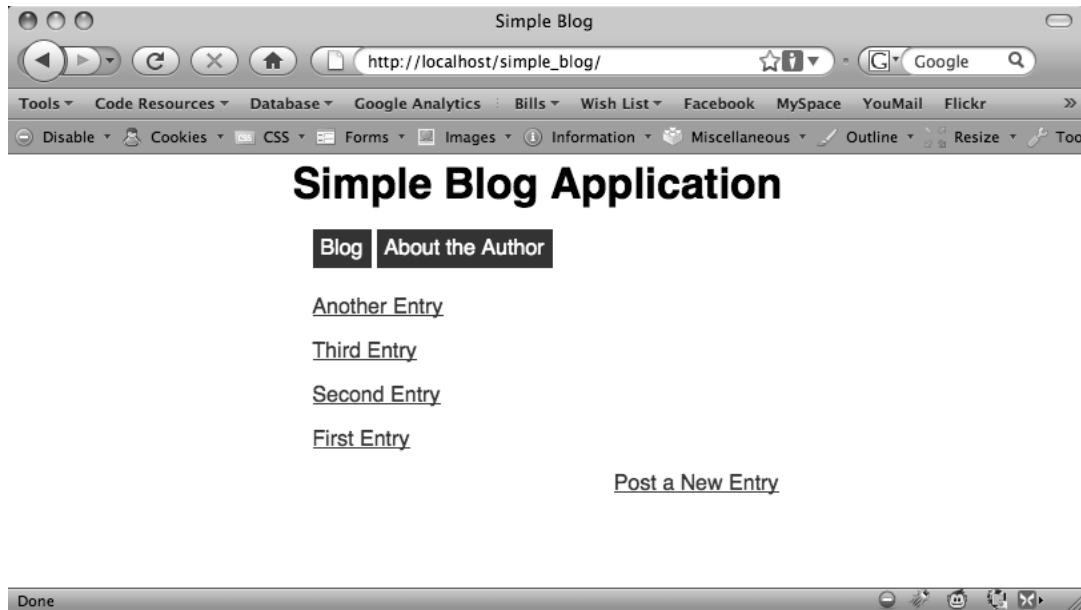 Simple Blog
http://localhost/simple_blog/
G Google
Tools Code Resources Database Google Analytics Bills Wish List Facebook MySpace YouMail Flickr »
Disable Cookies CSS Forms Images Information Miscellaneous Outline Resize Too
Simple Blog Application
Blog About the Author
Another Entry
Third Entry
Second Entry
First Entry
Post a New Entry
Done